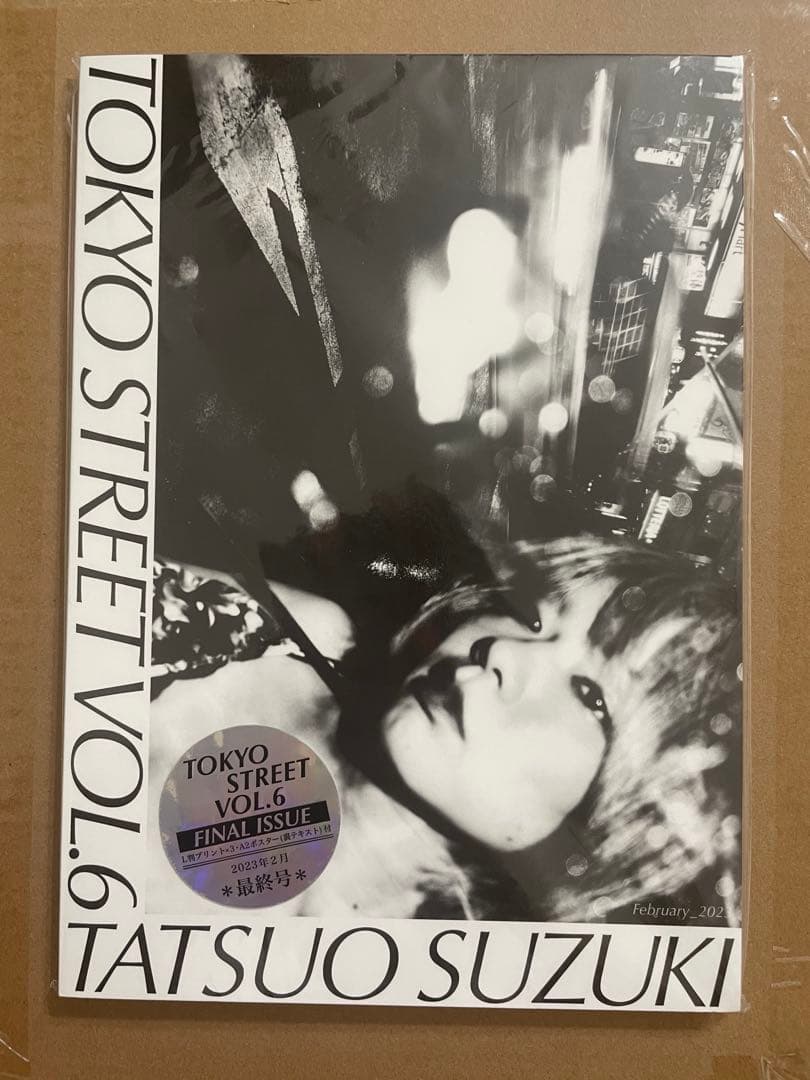 TOKYO STREET VOL.6
TATSUO SUZUKI
TOKYO
STREET
VOL.6
FINAL ISSUE
L判プリント×3・A2ポスター(裏テキスト)付
2023年2月
*最終号*
February_2023